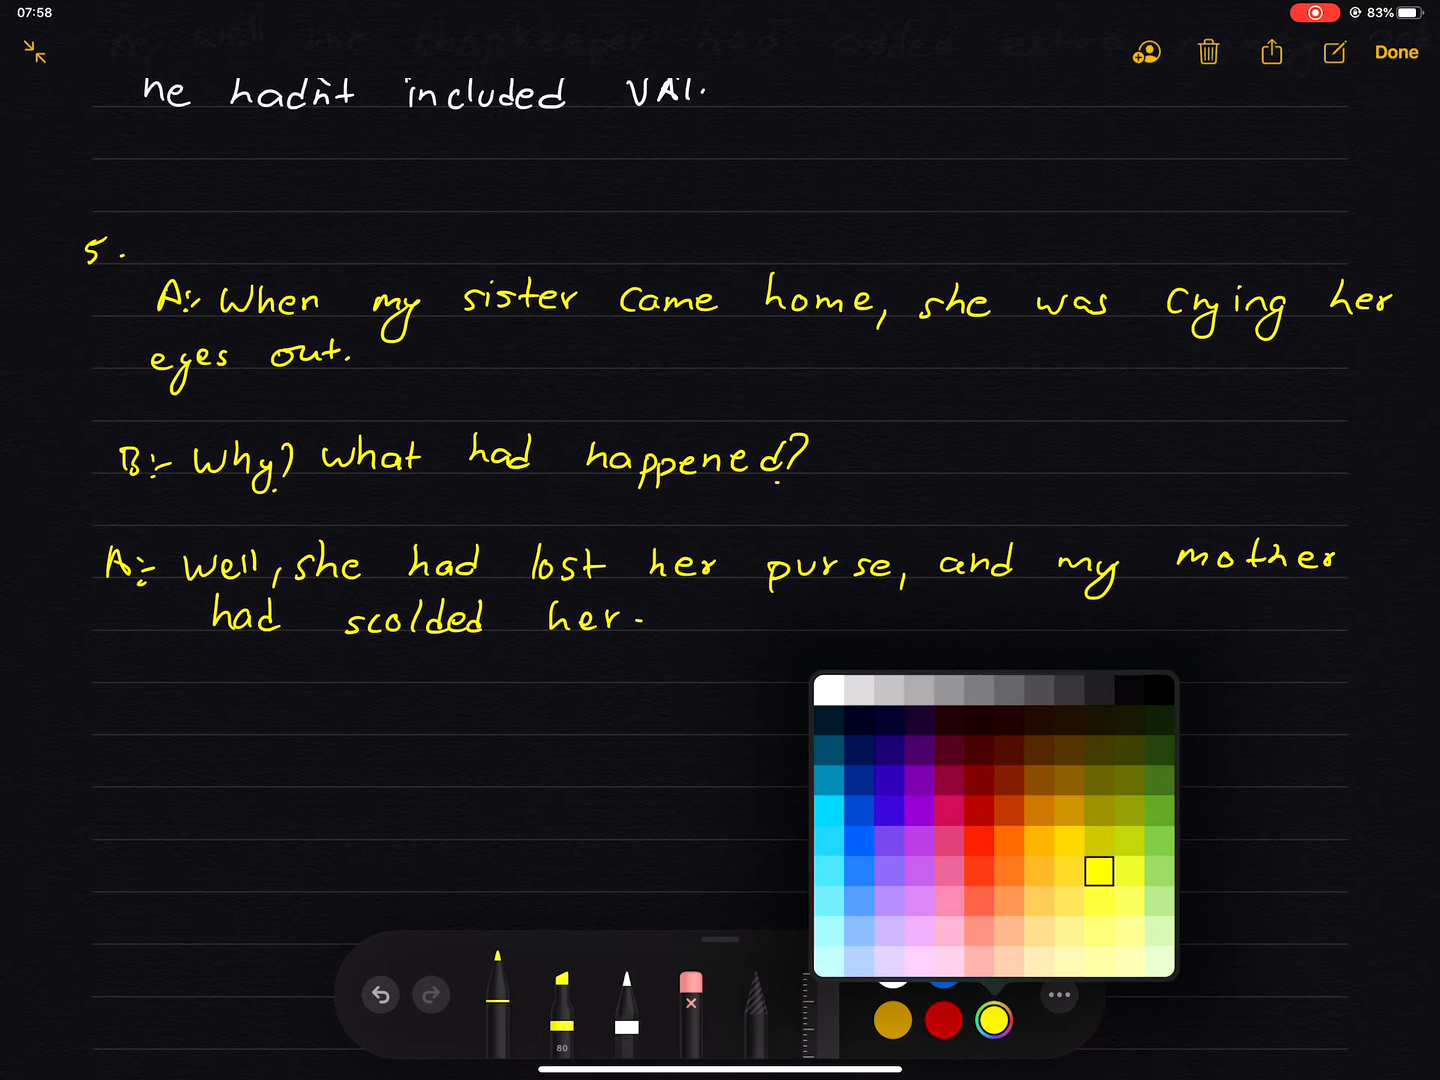 07:58
83%
Done
he hadn't included VAT.
5.
A:- When my sister came home, she was crying her
eyes out.
B:- Why? What had happened?
A:- Well, she had lost her purse, and my mother
had scolded her.
80